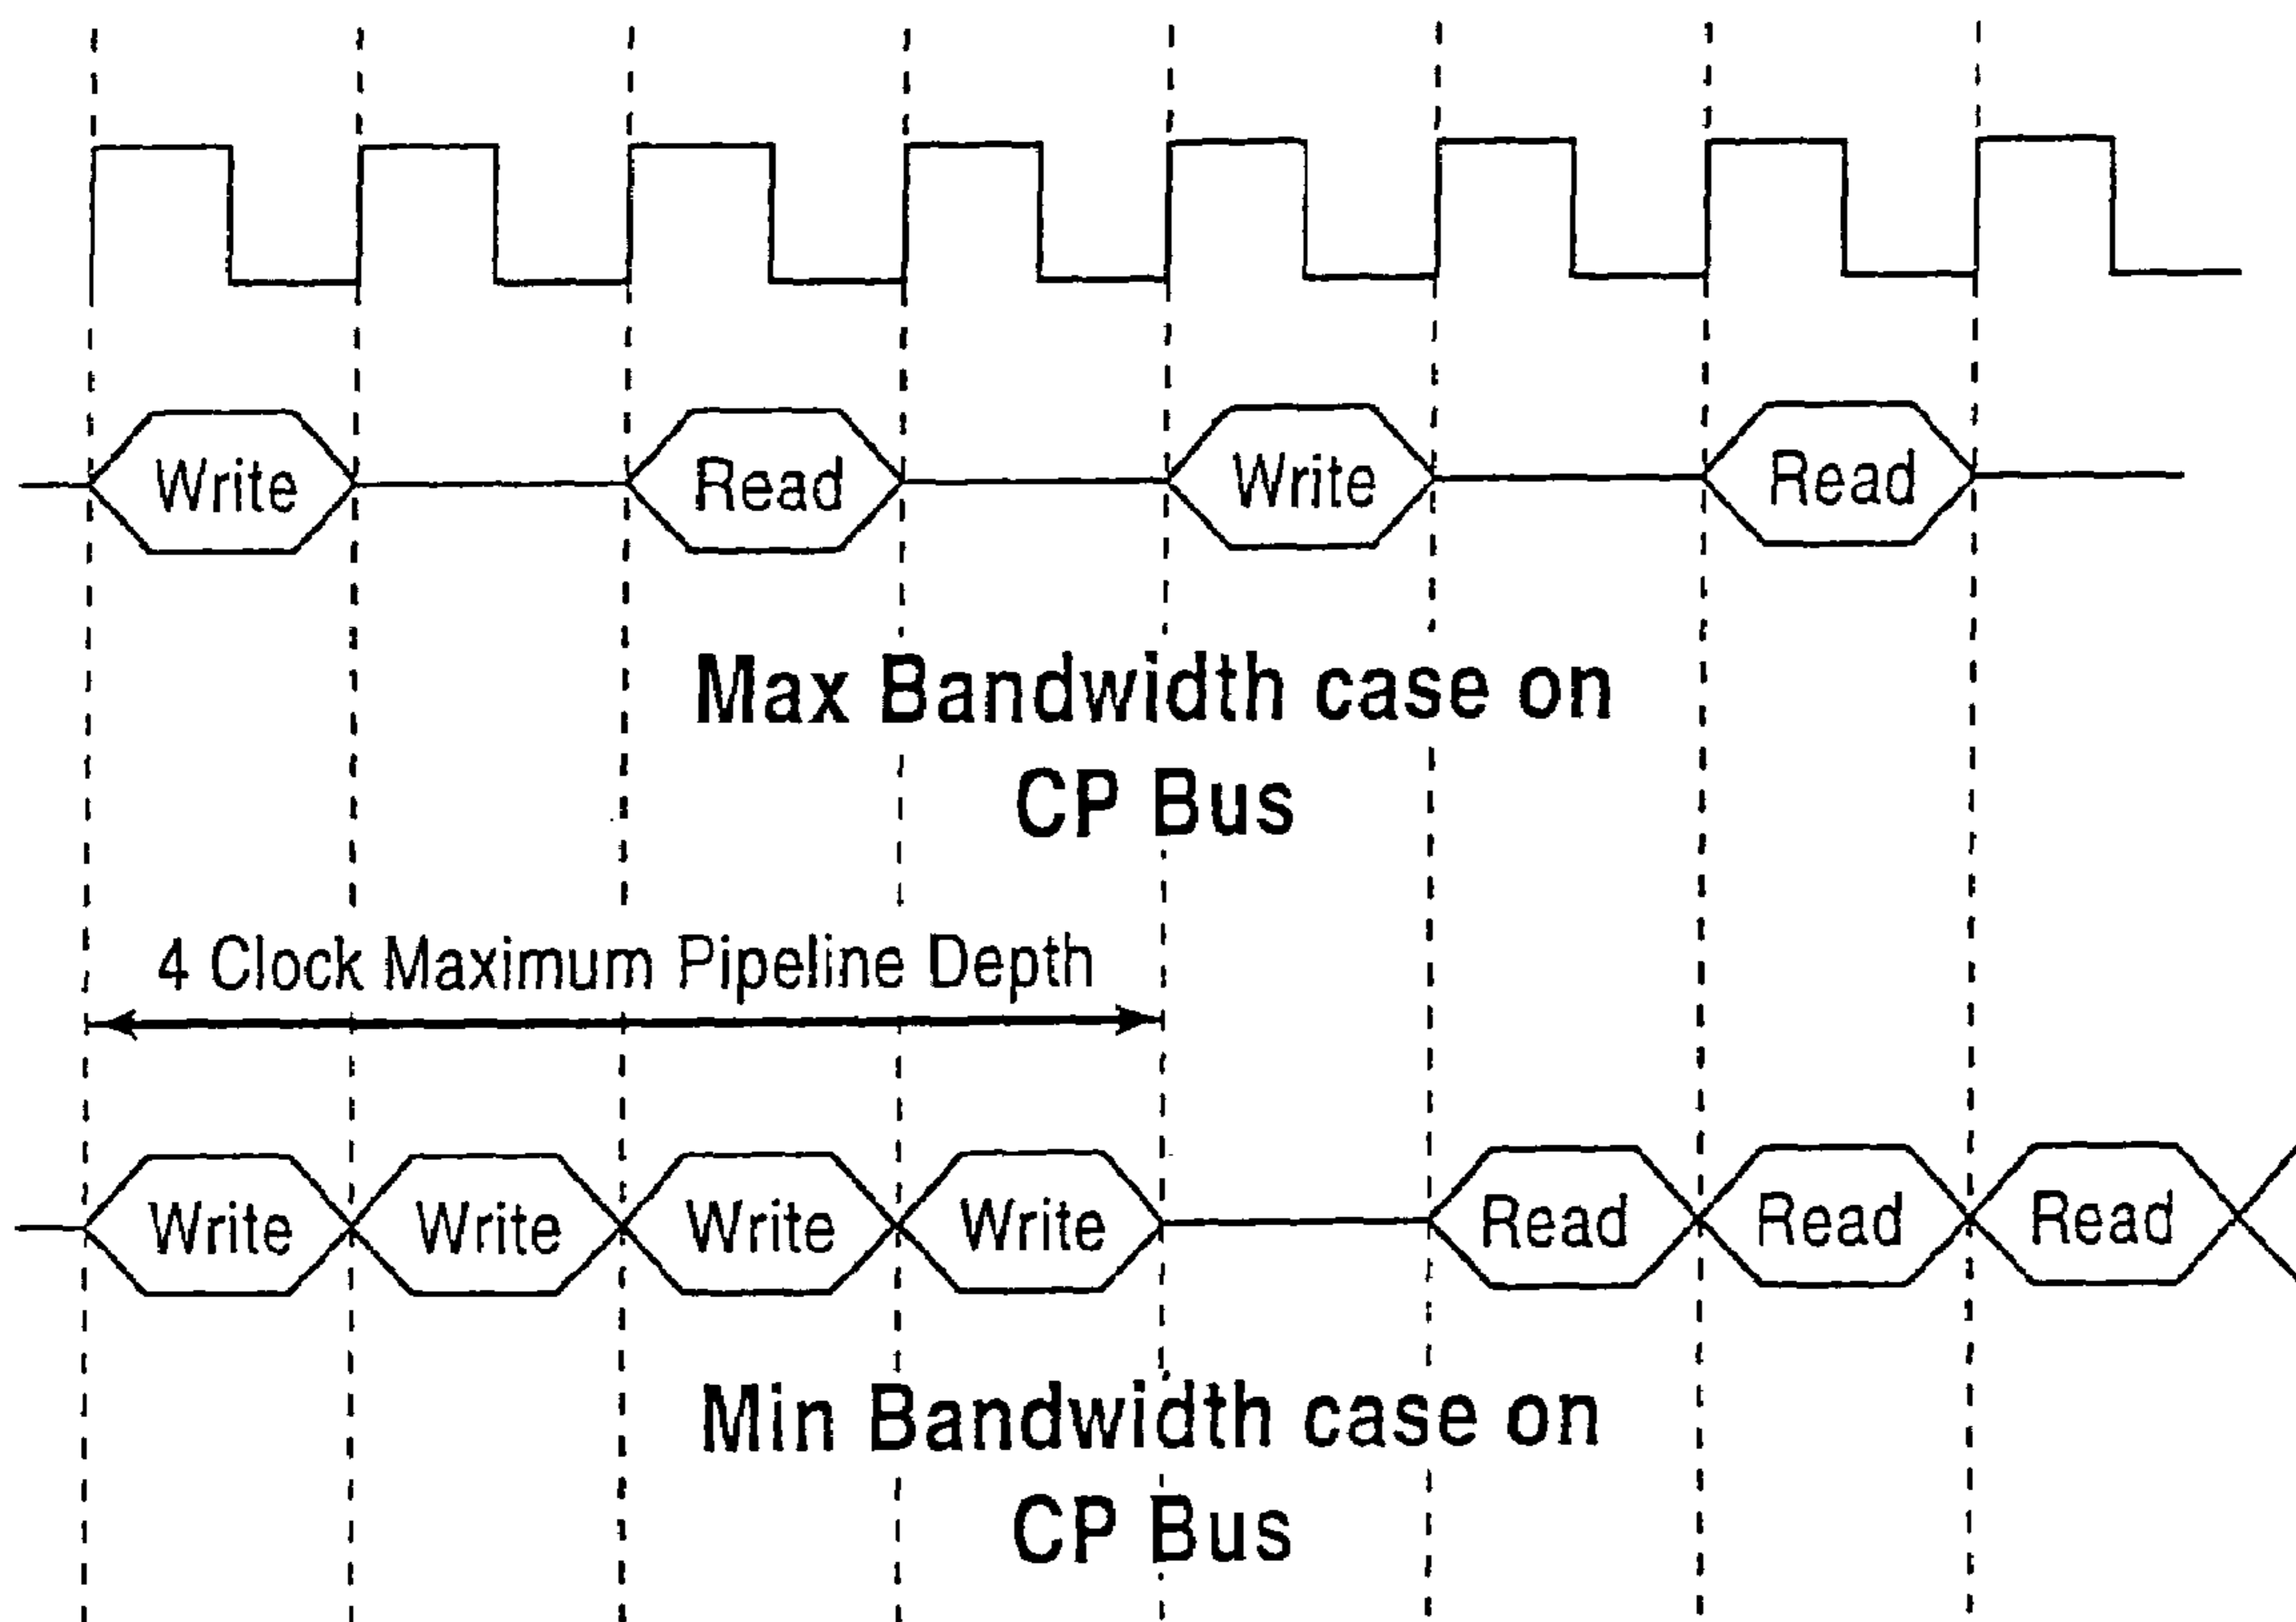 Write Read Write Read
Max Bandwidth case on
CP Bus
4 Clock Maximum Pipeline Depth
Write Write Write Write Read Read Read
Min Bandwidth case on
CP Bus